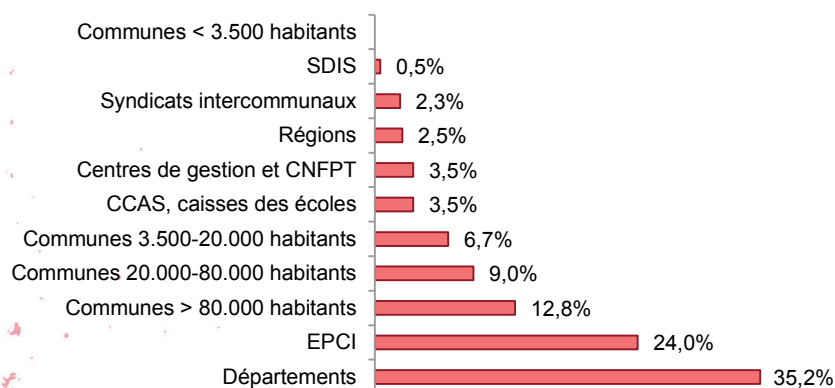 Communes < 3.500 habitants
SDIS 0,5%
Syndicats intercommunaux 2,3%
Régions 2,5%
Centres de gestion et CNFPT 3,5%
CCAS, caisses des écoles 3,5%
Communes 3.500-20.000 habitants 6,7%
Communes 20.000-80.000 habitants 9,0%
Communes > 80.000 habitants 12,8%
EPCI 24,0%
Départements 35,2%